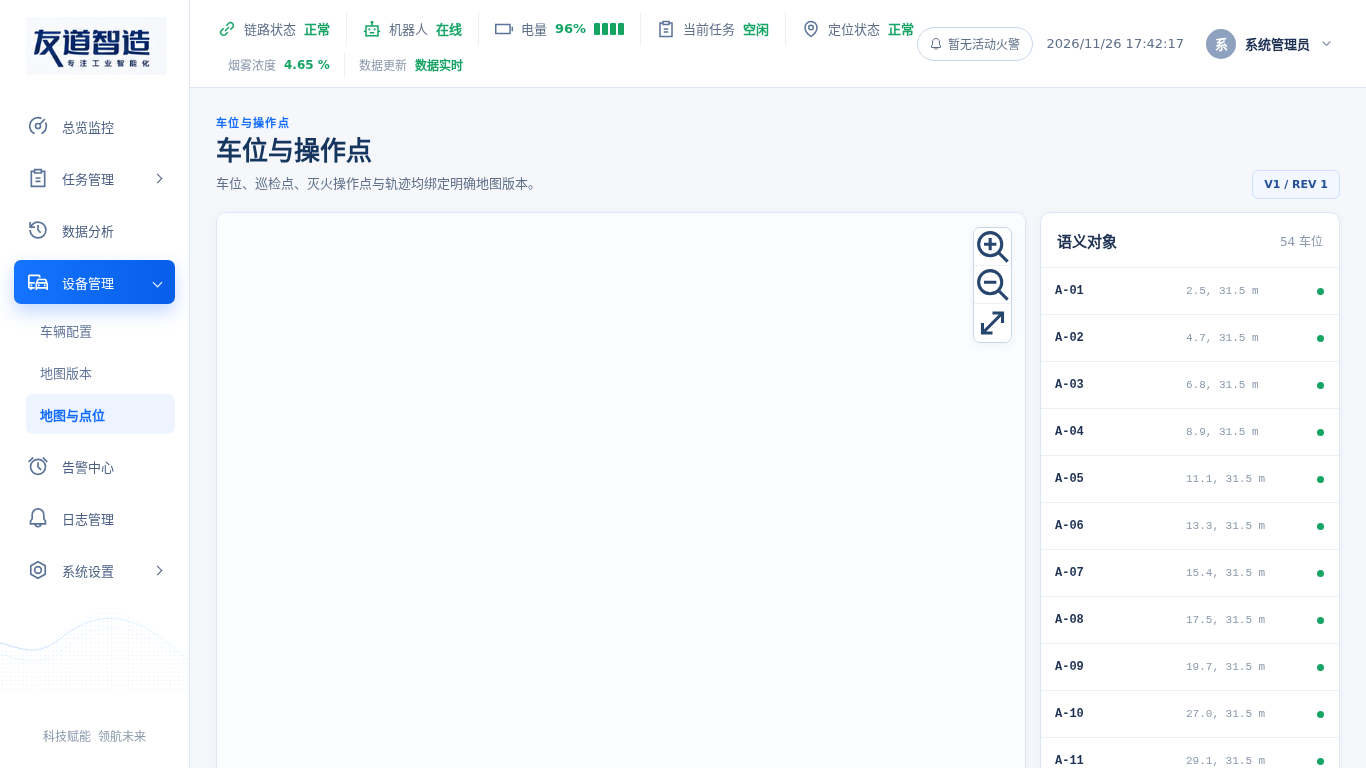 友道智造
专注工业智能化
链路状态 正常
机器人 在线
电量 96%
当前任务 空闲
定位状态 正常
烟雾浓度 4.65 %
数据更新 数据实时
暂无活动火警
2026/11/26 17:42:17
系 系统管理员
总览监控
任务管理
数据分析
设备管理
车辆配置
地图版本
地图与点位
告警中心
日志管理
系统设置
科技赋能 领航未来
车位与操作点
车位与操作点
车位、巡检点、灭火操作点与轨迹均绑定明确地图版本。
V1 / REV 1
语义对象 54 车位
A-01 2.5, 31.5 m
A-02 4.7, 31.5 m
A-03 6.8, 31.5 m
A-04 8.9, 31.5 m
A-05 11.1, 31.5 m
A-06 13.3, 31.5 m
A-07 15.4, 31.5 m
A-08 17.5, 31.5 m
A-09 19.7, 31.5 m
A-10 27.0, 31.5 m
A-11 29.1, 31.5 m